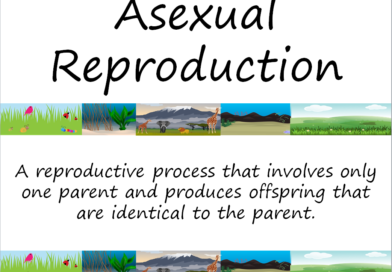 Asexual
Reproduction
A reproductive process that involves only
one parent and produces offspring that
are identical to the parent.